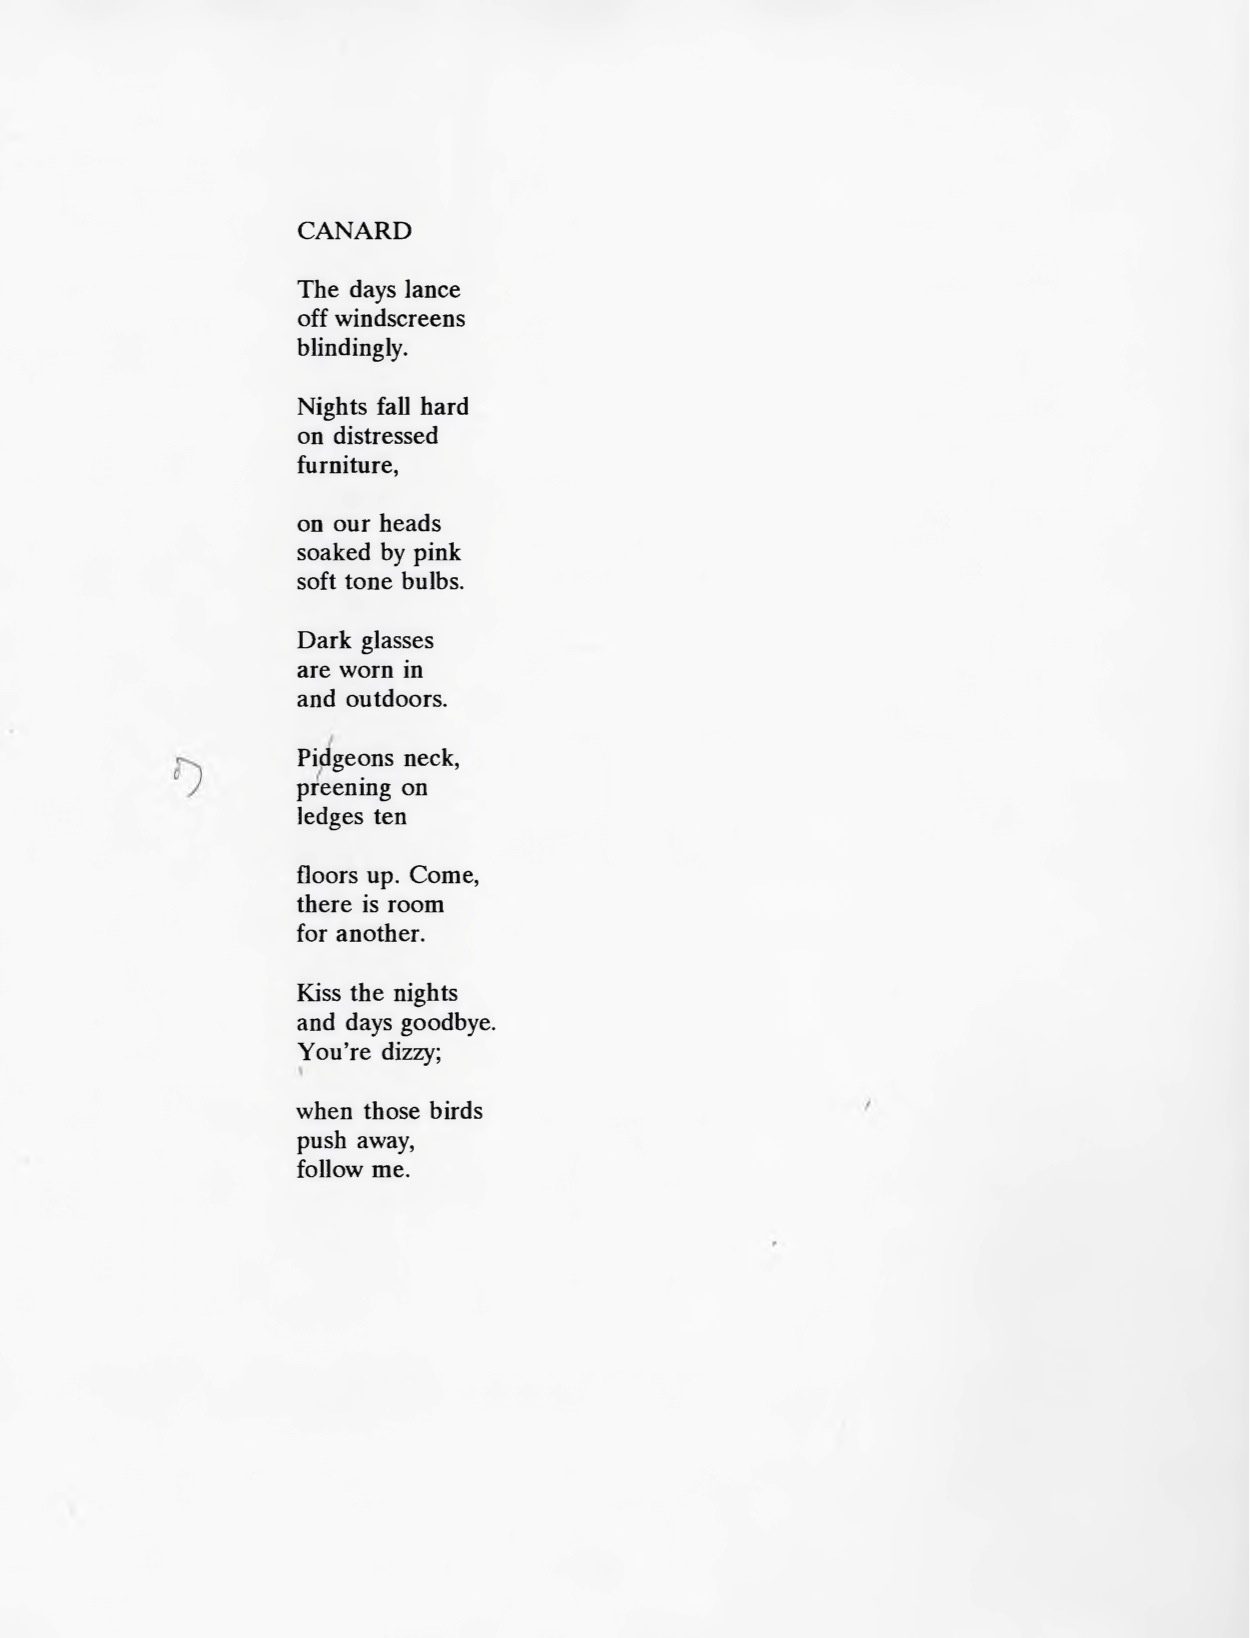 CANARD
The days lance
off windscreens
blindingly.
Nights fall hard
on distressed
furniture,
on our heads
soaked by pink
soft tone bulbs.
Dark glasses
are worn in
and outdoors.
Pidgeons neck,
preening on
ledges ten
floors up. Come,
there is room
for another.
Kiss the nights
and days goodbye.
You're dizzy;
when those birds
push away,
follow me.